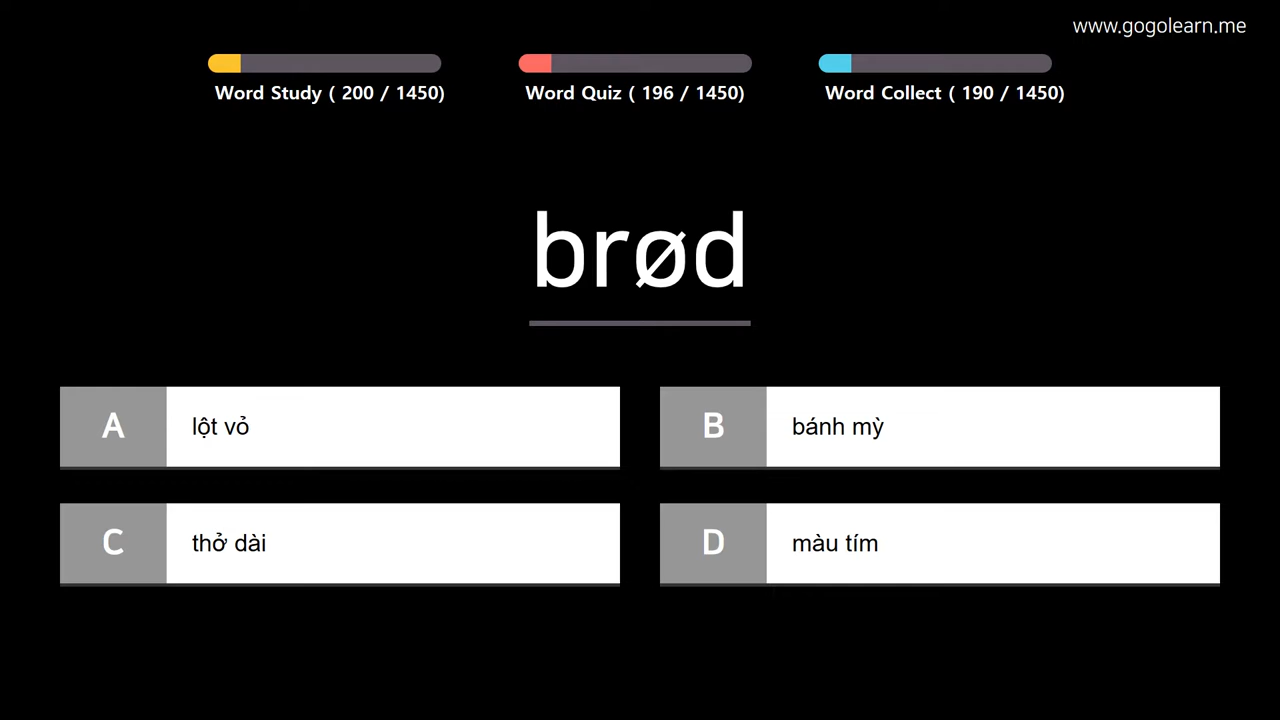 www.gogolearn.me
Word Study ( 200 / 1450)
Word Quiz ( 196 / 1450)
Word Collect ( 190 / 1450)
brød
A
lột vỏ
B
bánh mỳ
C
thở dài
D
màu tím